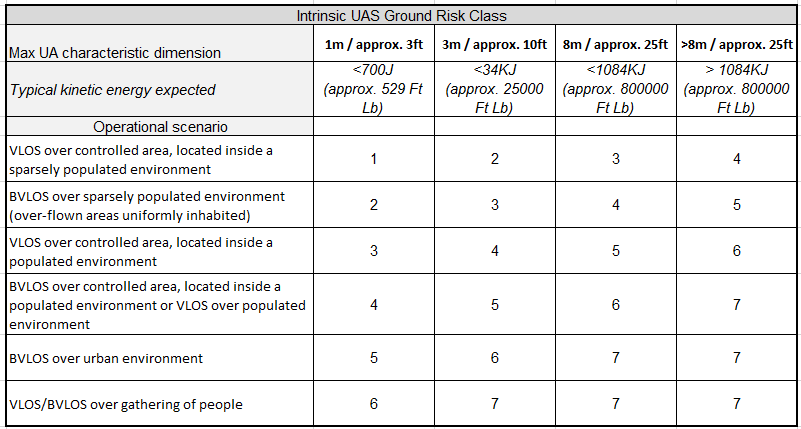 Intrinsic UAS Ground Risk Class
Max UA characteristic dimension 1m / approx. 3ft 3m / approx. 10ft 8m / approx. 25ft >8m / approx. 25ft
Typical kinetic energy expected <700J (approx. 529 Ft Lb) <34KJ (approx. 25000 Ft Lb) <1084KJ (approx. 800000 Ft Lb) > 1084KJ (approx. 800000 Ft Lb)
Operational scenario
VLOS over controlled area, located inside a
sparsely populated environment 1 2 3 4
BVLOS over sparsely populated environment
(over-flown areas uniformly inhabited) 2 3 4 5
VLOS over controlled area, located inside a
populated environment 3 4 5 6
BVLOS over controlled area, located inside a
populated environment or VLOS over populated
environment 4 5 6 7
BVLOS over urban environment 5 6 7 7
VLOS/BVLOS over gathering of people 6 7 7 7